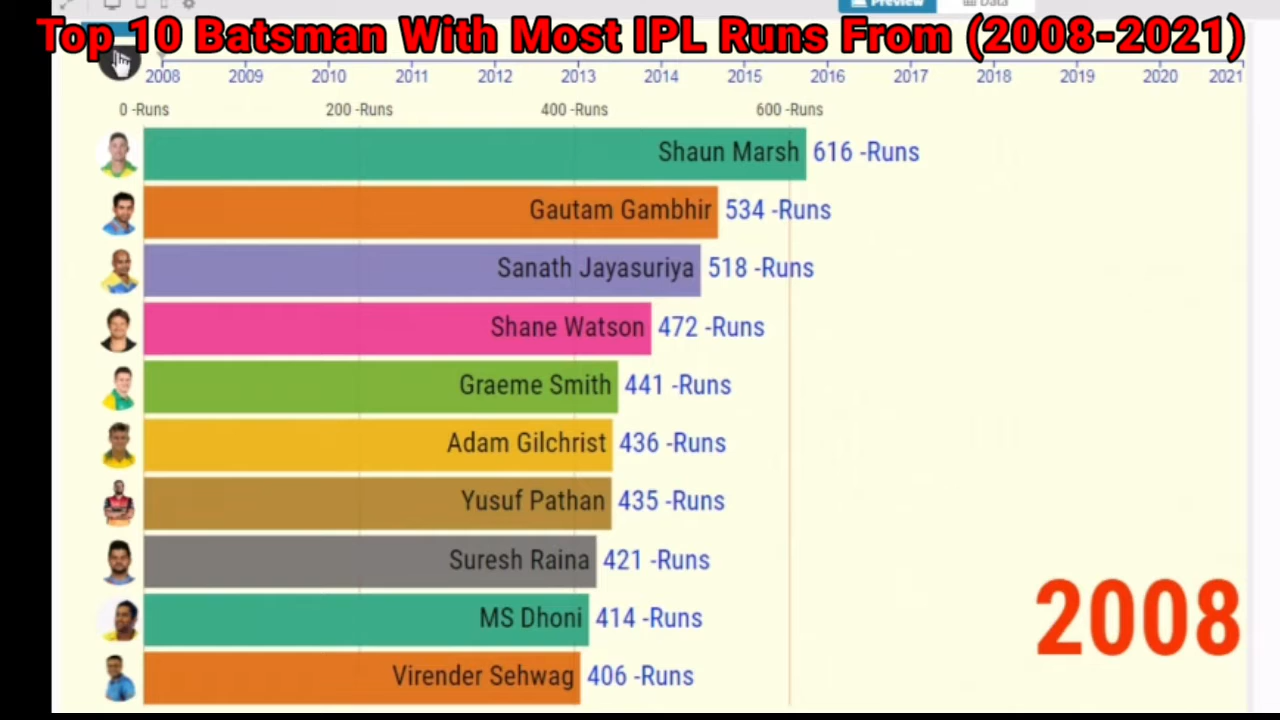 Preview Data
Top 10 Batsman With Most IPL Runs From (2008-2021)
2008 2009 2010 2011 2012 2013 2014 2015 2016 2017 2018 2019 2020 2021
0 -Runs 200 -Runs 400 -Runs 600 -Runs
Shaun Marsh 616 -Runs
Gautam Gambhir 534 -Runs
Sanath Jayasuriya 518 -Runs
Shane Watson 472 -Runs
Graeme Smith 441 -Runs
Adam Gilchrist 436 -Runs
Yusuf Pathan 435 -Runs
Suresh Raina 421 -Runs
MS Dhoni 414 -Runs
Virender Sehwag 406 -Runs
2008